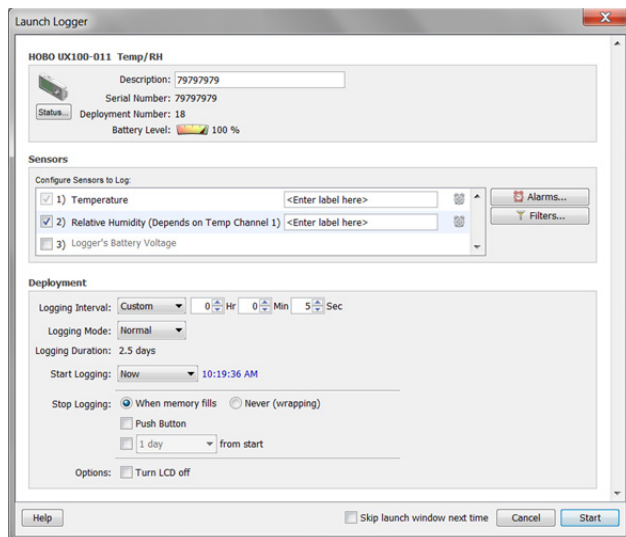 Launch Logger
HOBO UX100-011 Temp/RH
Description: 79797979
Serial Number: 79797979
Status... Deployment Number: 18
Battery Level: 100 %
Sensors
Configure Sensors to Log:
1) Temperature <Enter label here> Alarms...
2) Relative Humidity (Depends on Temp Channel 1) <Enter label here> Filters...
3) Logger's Battery Voltage
Deployment
Logging Interval: Custom 0 Hr 0 Min 5 Sec
Logging Mode: Normal
Logging Duration: 2.5 days
Start Logging: Now 10:19:36 AM
Stop Logging: When memory fills Never (wrapping)
Push Button
1 day from start
Options: Turn LCD off
Help Skip launch window next time Cancel Start